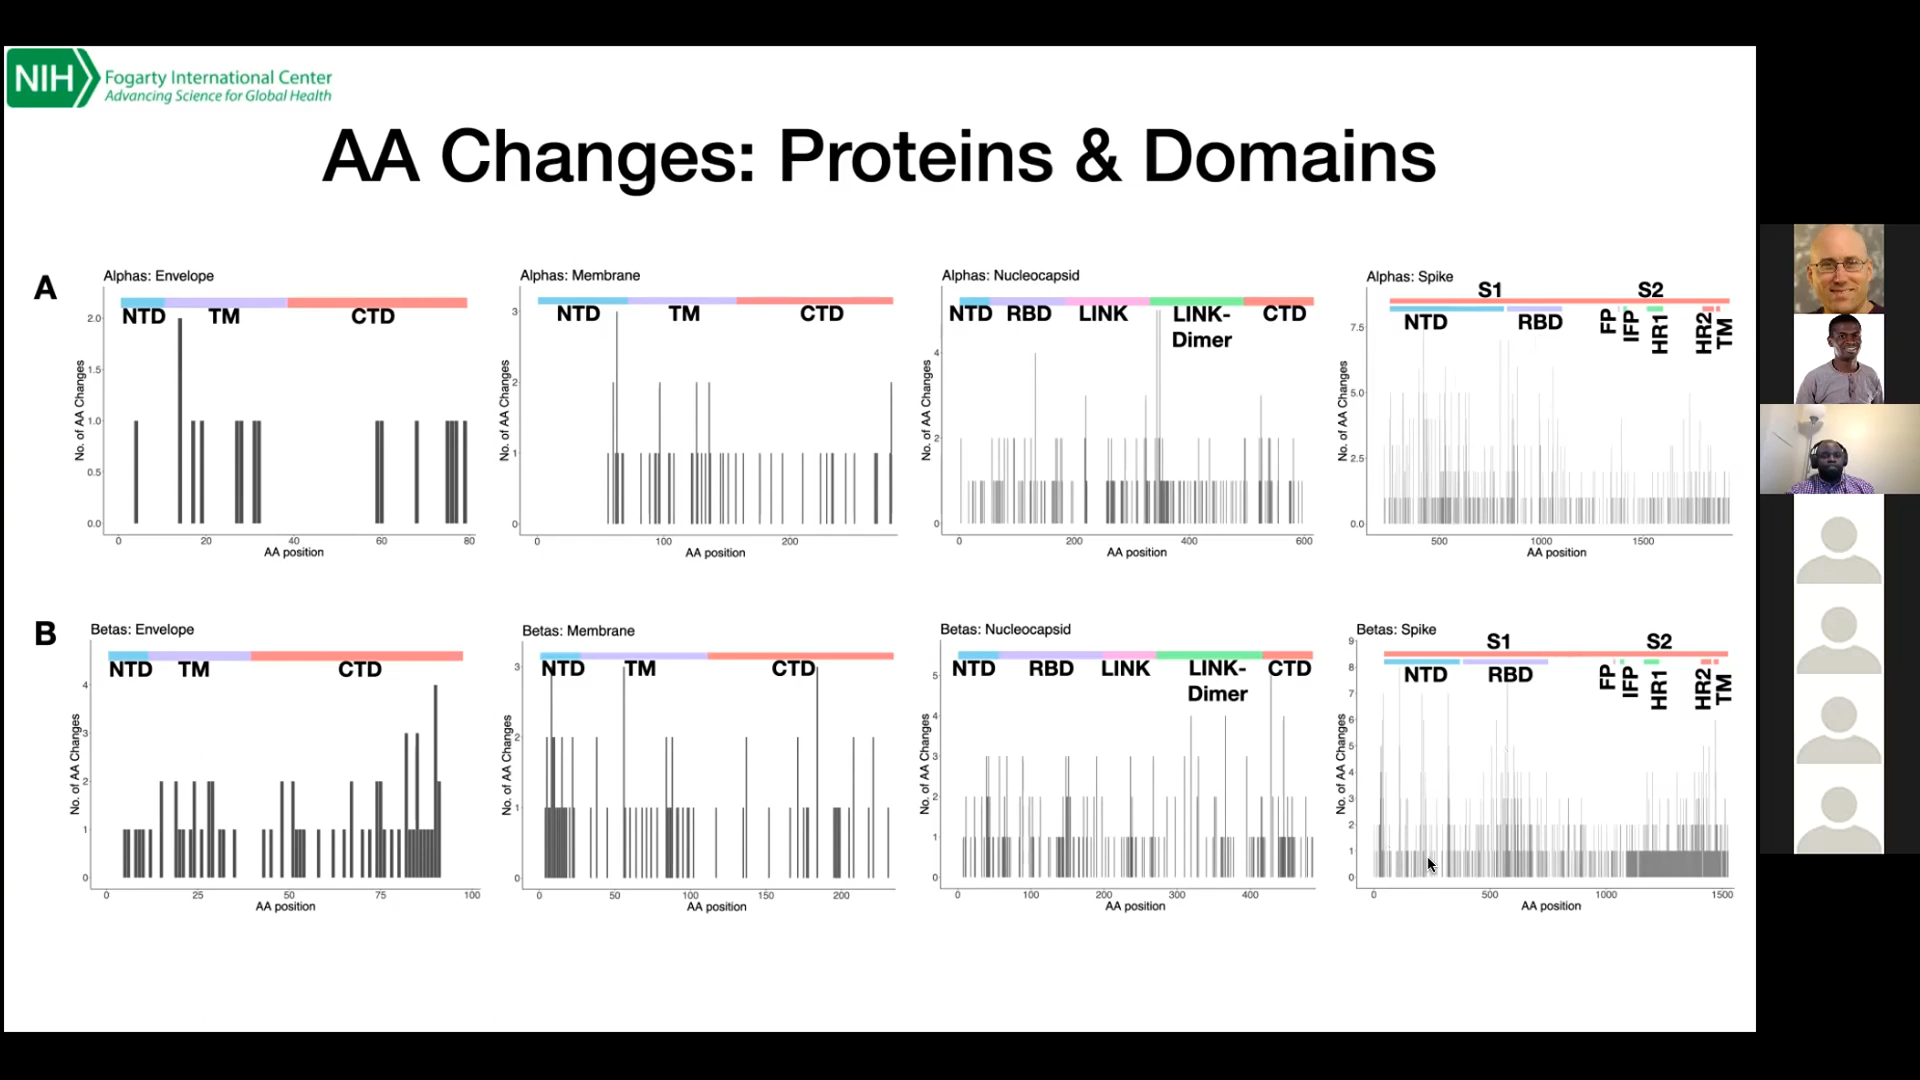 NIH Fogarty International Center
Advancing Science for Global Health
AA Changes: Proteins & Domains
A
Alphas: Envelope
NTD TM CTD
No. of AA Changes
2.0
1.5
1.0
0.5
0.0
0 20 40 60 80
AA position
Alphas: Membrane
NTD TM CTD
No. of AA Changes
3
2
1
0
0 100 200
AA position
Alphas: Nucleocapsid
NTD RBD LINK LINK-
Dimer
CTD
No. of AA Changes
4
2
0
0 200 400 600
AA position
Alphas: Spike
S1 S2
NTD RBD FP IFP HR1 HR2 TM
No. of AA Changes
7.5
5.0
2.5
0.0
500 1000 1500
AA position
B
Betas: Envelope
NTD TM CTD
No. of AA Changes
4
3
2
1
0
0 25 50 75 100
AA position
Betas: Membrane
NTD TM CTD
No. of AA Changes
3
2
1
0
0 50 100 150 200
AA position
Betas: Nucleocapsid
NTD RBD LINK LINK-
Dimer
CTD
No. of AA Changes
5
4
3
2
1
0
0 100 200 300 400
AA position
Betas: Spike
S1 S2
NTD RBD FP IFP HR1 HR2 TM
No. of AA Changes
9
8
7
6
5
4
3
2
1
0
0 500 1000 1500
AA position